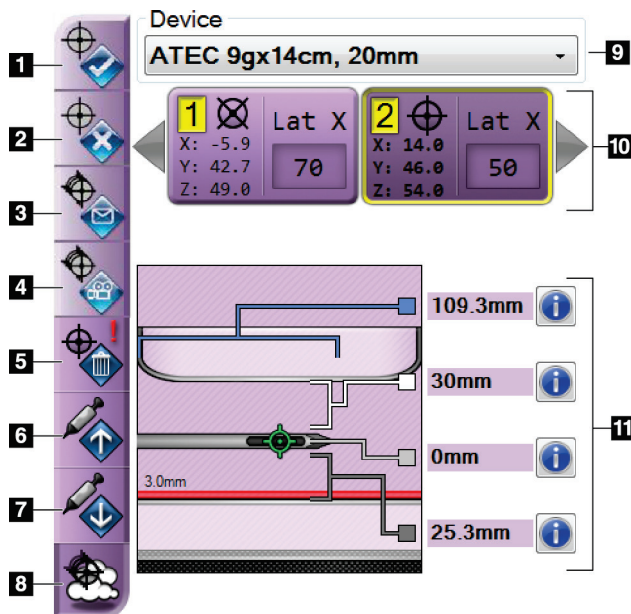 Device
1
ATEC 9gx14cm, 20mm
9
2
1
X: -5.9
Y: 42.7
Z: 49.0
Lat X
70
2
X: 14.0
Y: 46.0
Z: 54.0
Lat X
50
10
3
4
109.3mm
5
!
30mm
6
11
0mm
7
3.0mm
25.3mm
8